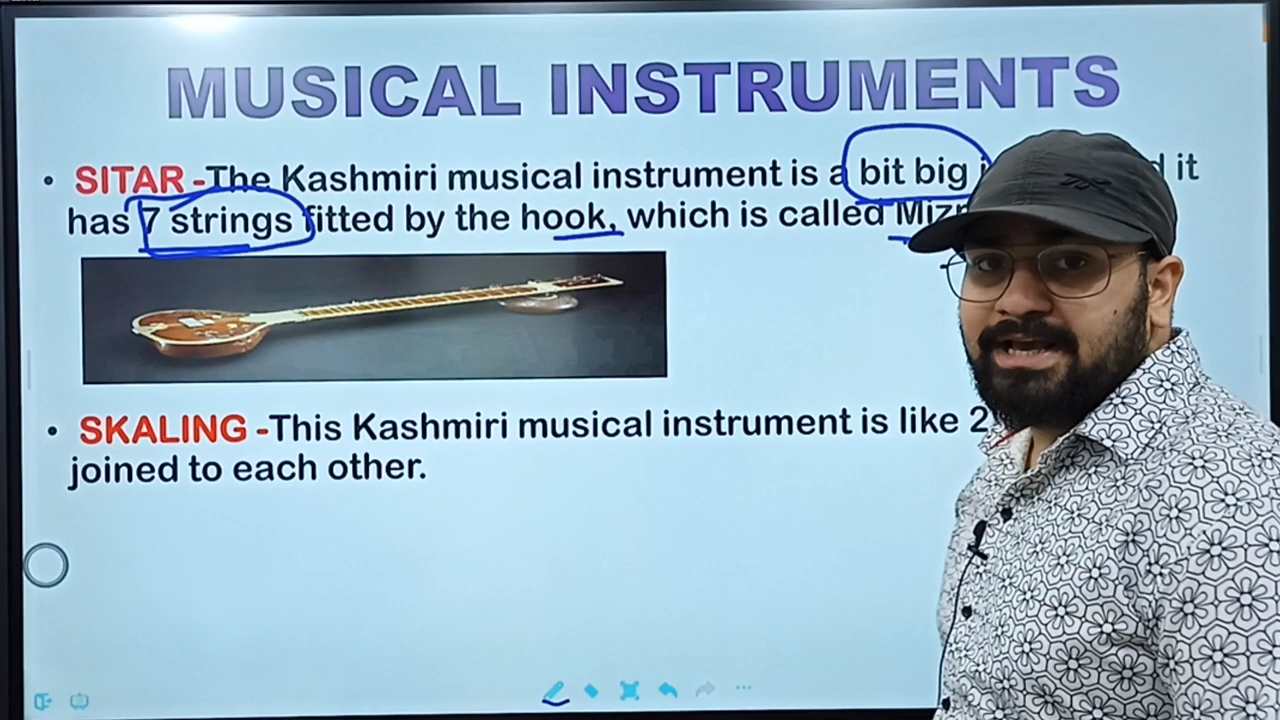 MUSICAL INSTRUMENTS
• SITAR -The Kashmiri musical instrument is a bit big it
has 7 strings fitted by the hook, which is called
• SKALING -This Kashmiri musical instrument is like 2
joined to each other.